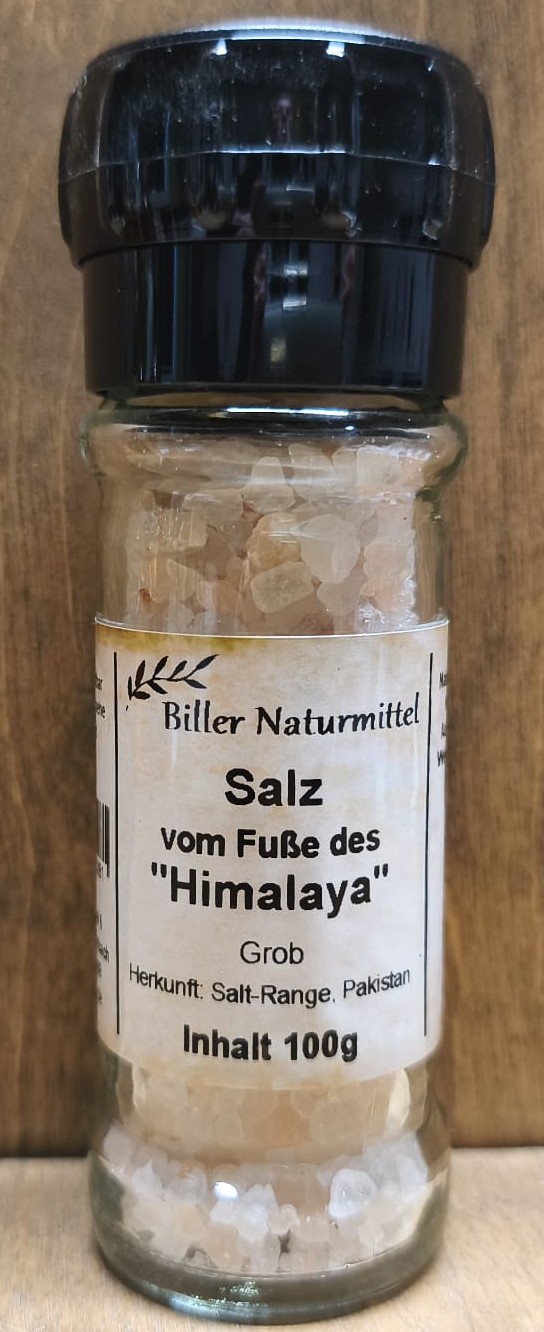 Biller Naturmittel
Salz
vom Fuße des
"Himalaya"
Grob
Herkunft: Salt-Range, Pakistan
Inhalt 100g